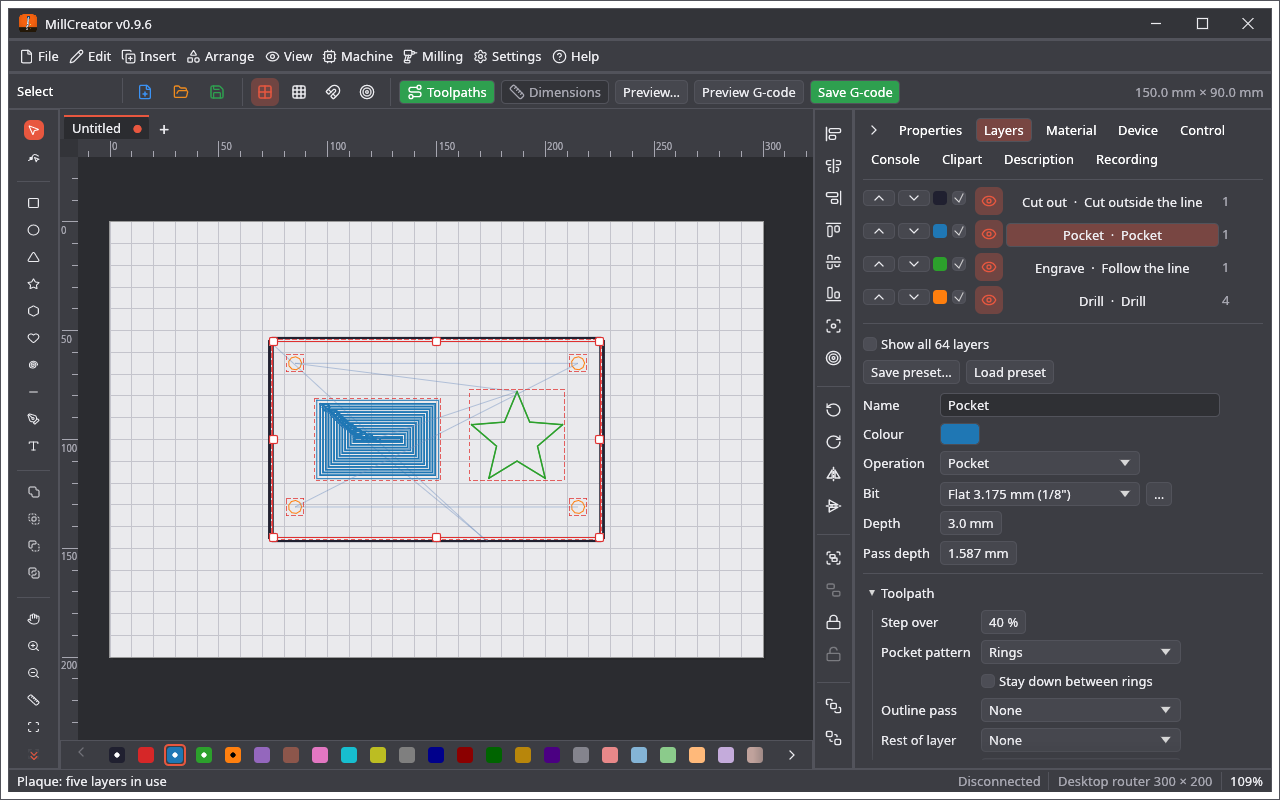 MillCreator v0.9.6
File Edit Insert Arrange View Machine Milling Settings Help
Select Toolpaths Dimensions Preview... Preview G-code Save G-code 150.0 mm × 90.0 mm
Untitled
0 50 100 150 200 250 300
0
50
100
150
200
Properties Layers Material Device Control
Console Clipart Description Recording
Cut out · Cut outside the line 1
Pocket · Pocket 1
Engrave · Follow the line 1
Drill · Drill 4
Show all 64 layers
Save preset... Load preset
Name Pocket
Colour
Operation Pocket
Bit Flat 3.175 mm (1/8") ...
Depth 3.0 mm
Pass depth 1.587 mm
Toolpath
Step over 40 %
Pocket pattern Rings
Stay down between rings
Outline pass None
Rest of layer None
Plaque: five layers in use Disconnected Desktop router 300 × 200 109%